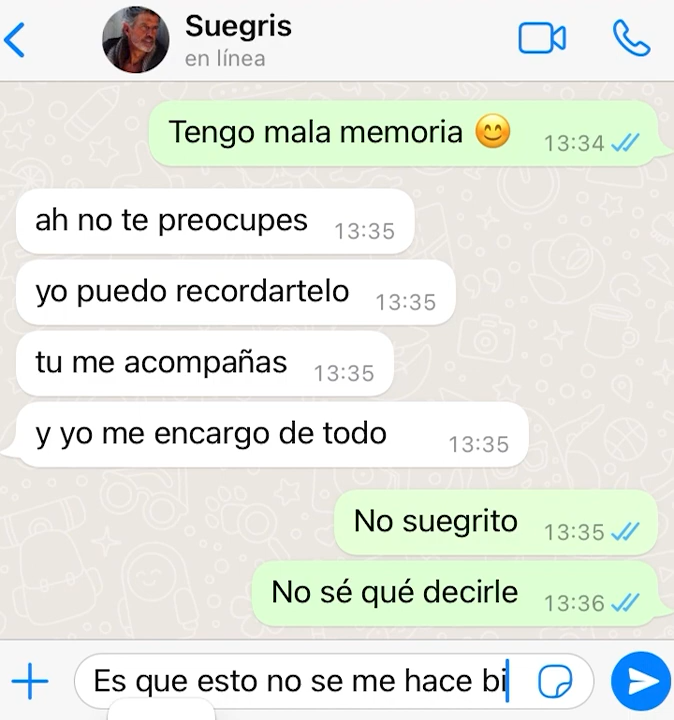 Suegris
en línea
Tengo mala memoria 😊 13:34
ah no te preocupes 13:35
yo puedo recordartelo 13:35
tu me acompañas 13:35
y yo me encargo de todo 13:35
No suegrito 13:35
No sé qué decirle 13:36
Es que esto no se me hace bi